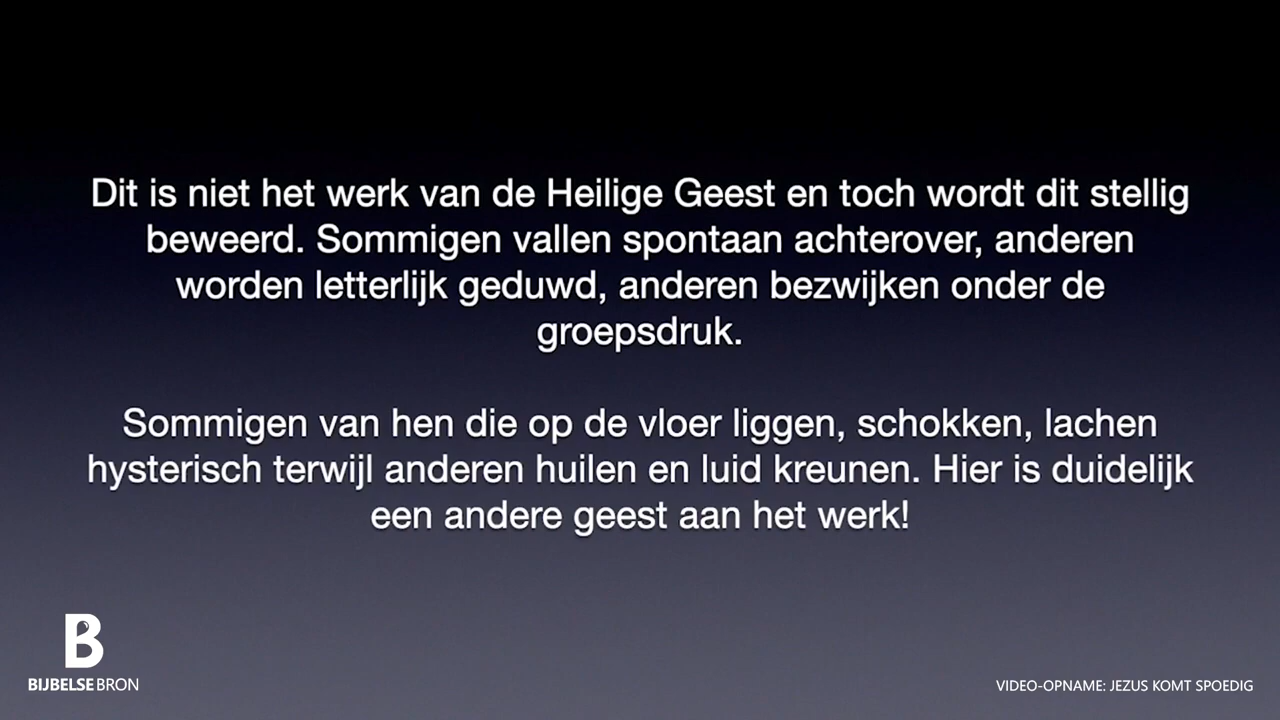 Dit is niet het werk van de Heilige Geest en toch wordt dit stellig
beweerd. Sommigen vallen spontaan achterover, anderen
worden letterlijk geduwd, anderen bezwijken onder de
groepsdruk.
Sommigen van hen die op de vloer liggen, schokken, lachen
hysterisch terwijl anderen huilen en luid kreunen. Hier is duidelijk
een andere geest aan het werk!
B
BIJBELSEBRON
VIDEO-OPNAME: JEZUS KOMT SPOEDIG